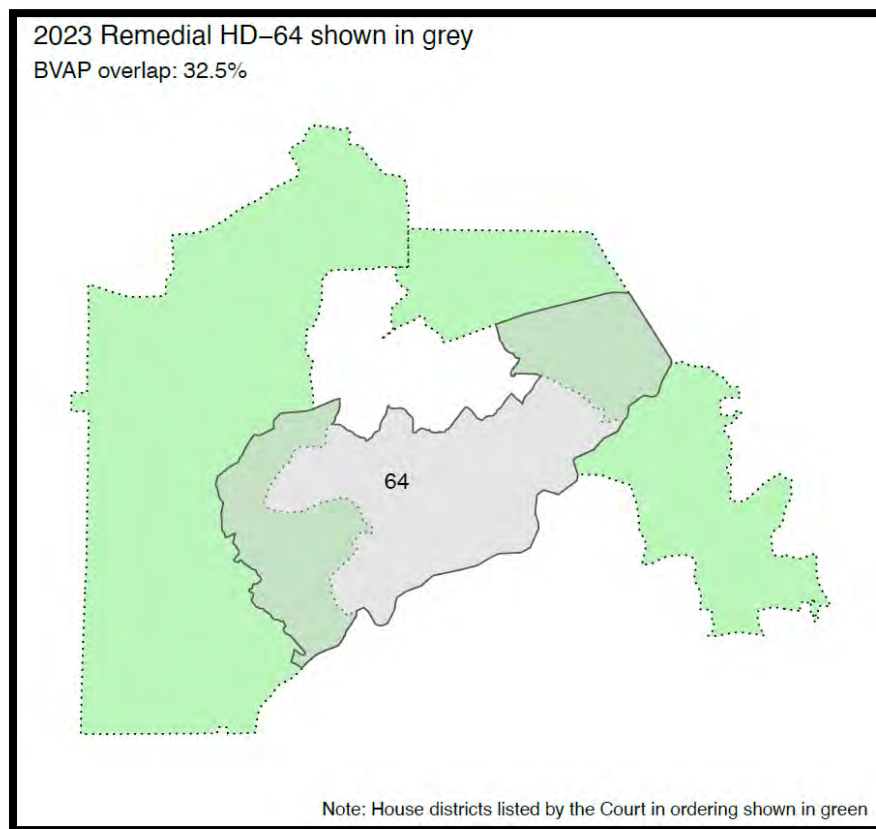 2023 Remedial HD–64 shown in grey
BVAP overlap: 32.5%
64
Note: House districts listed by the Court in ordering shown in green